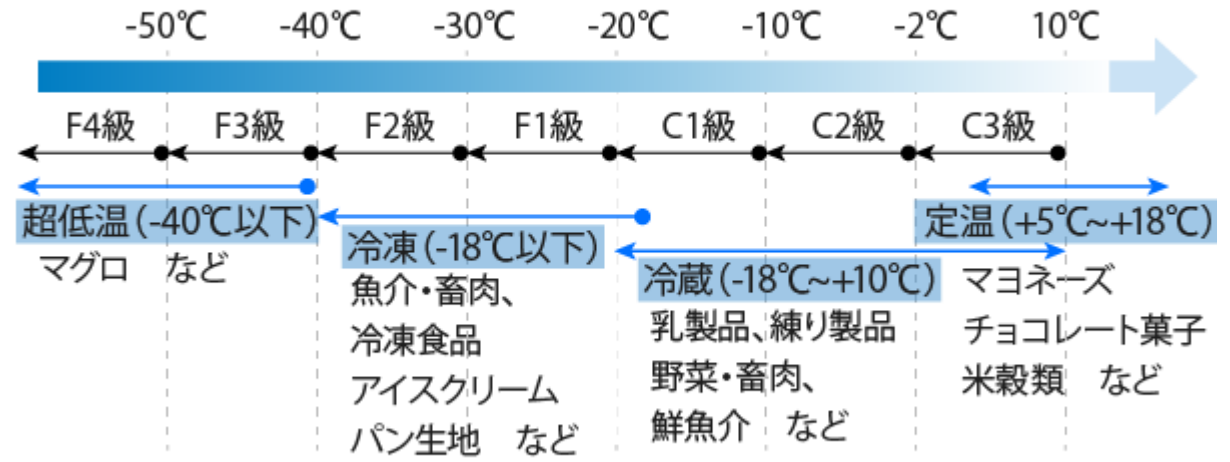 -50℃ -40℃ -30℃ -20℃ -10℃ -2℃ 10℃
F4級 F3級 F2級 F1級 C1級 C2級 C3級
超低温(-40℃以下)
マグロ　など
冷凍(-18℃以下)
魚介・畜肉、
冷凍食品
アイスクリーム
パン生地　など
冷蔵(-18℃~+10℃)
乳製品、練り製品
野菜・畜肉、
鮮魚介　など
定温(+5℃~+18℃)
マヨネーズ
チョコレート菓子
米穀類　など